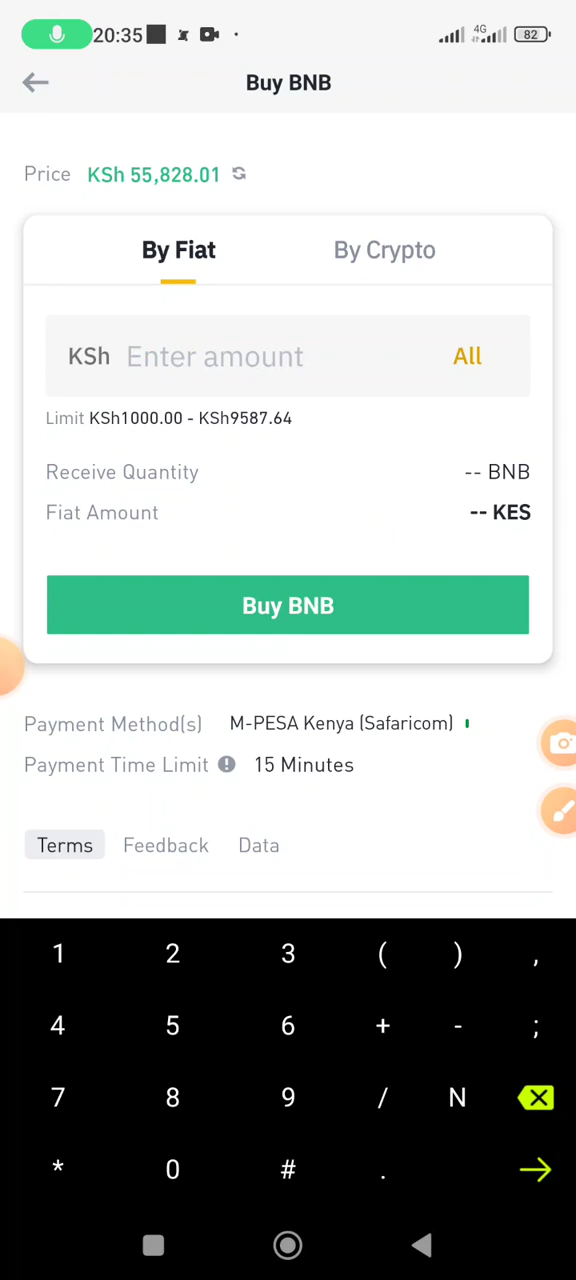 20:35
4G
82
Buy BNB
Price KSh 55,828.01
By Fiat By Crypto
KSh Enter amount All
Limit KSh1000.00 - KSh9587.64
Receive Quantity -- BNB
Fiat Amount -- KES
Buy BNB
Payment Method(s) M-PESA Kenya (Safaricom)
Payment Time Limit 15 Minutes
Terms Feedback Data
1 2 3 ( ) ,
4 5 6 + - ;
7 8 9 / N
* 0 # .